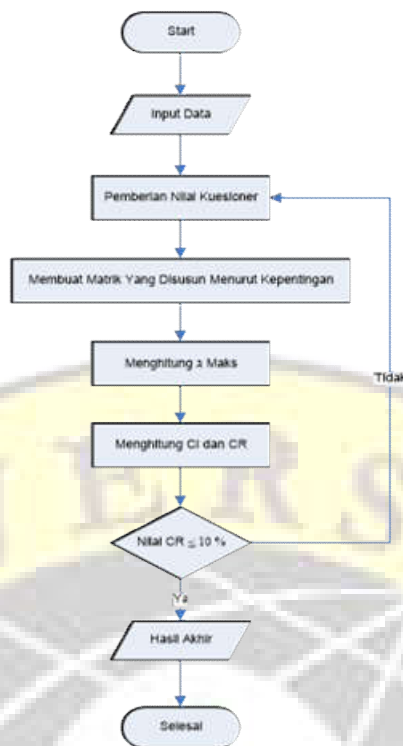 Start
Input Data
Pemberian Nilai Kuesioner
Membuat Matrik Yang Disusun Menurut Kepentingan
Menghitung λ Maks
Tidak
Menghitung CI dan CR
Nilai CR ≤ 10 %
Ya
Hasil Akhir
Selesai